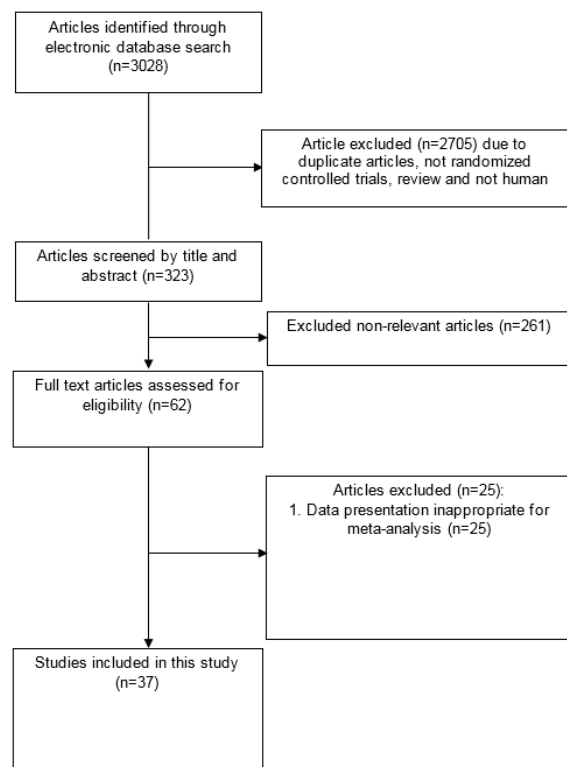 Articles identified through
electronic database search
(n=3028)
Article excluded (n=2705) due to
duplicate articles, not randomized
controlled trials, review and not human
Articles screened by title and
abstract (n=323)
Excluded non-relevant articles (n=261)
Full text articles assessed for
eligibility (n=62)
Articles excluded (n=25):
1. Data presentation inappropriate for
meta-analysis (n=25)
Studies included in this study
(n=37)